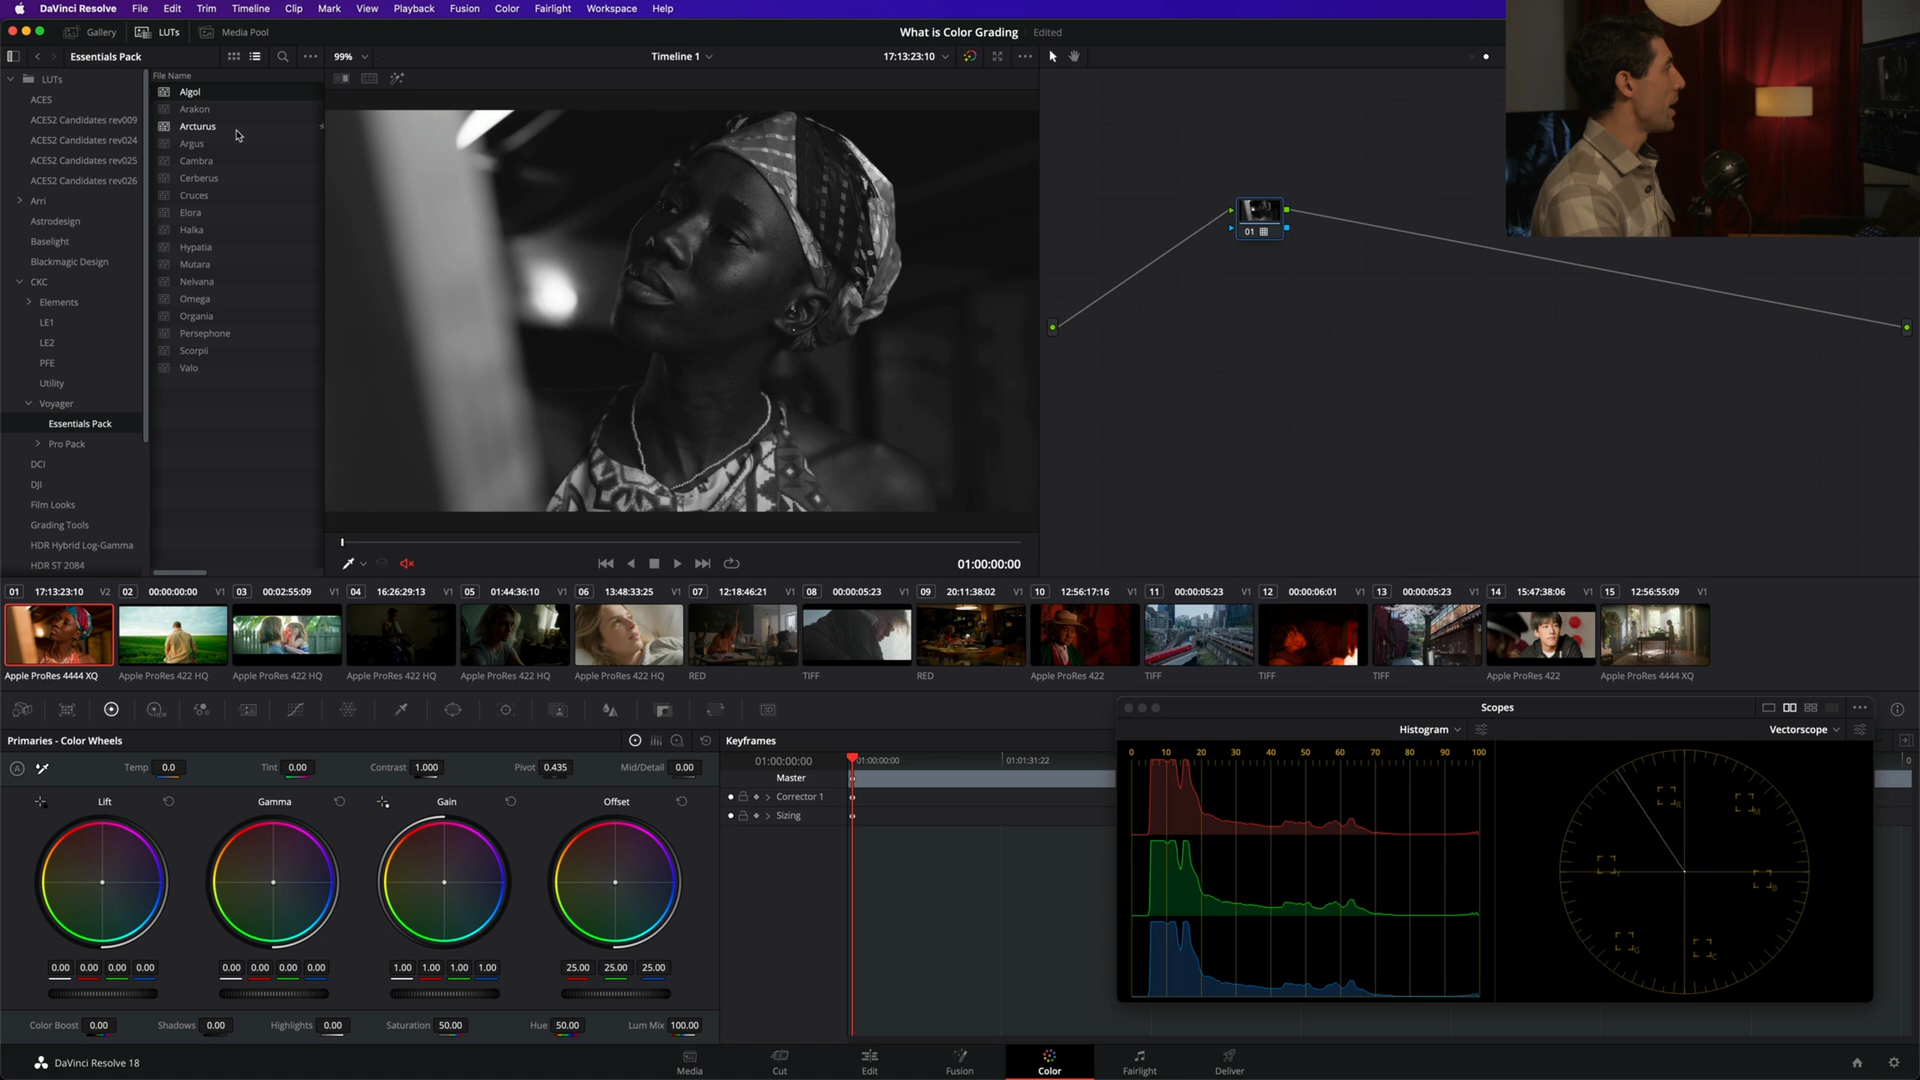 DaVinci Resolve File Edit Trim Timeline Clip Mark View Playback Fusion Color Fairlight Workspace Help
Gallery LUTs Media Pool
What is Color Grading Edited
Essentials Pack
99%
Timeline 1
17:13:23:10
LUTs
ACES
ACES2 Candidates rev009
ACES2 Candidates rev024
ACES2 Candidates rev025
ACES2 Candidates rev026
Arri
Astrodesign
Baselight
Blackmagic Design
CKC
Elements
LE1
LE2
PFE
Utility
Voyager
Essentials Pack
Pro Pack
DCI
DJI
Film Looks
Grading Tools
HDR Hybrid Log-Gamma
HDR ST 2084
File Name
Algol
Arakon
Arcturus
Argus
Cambra
Cerberus
Cruces
Elora
Halka
Hypatia
Mutara
Nelvana
Omega
Organia
Persephone
Scorpii
Valo
01
01:00:00:00
01 17:13:23:10 V2 02 00:00:00:00 V1 03 00:02:55:09 V1 04 16:26:29:13 V1 05 01:44:36:10 V1 06 13:48:33:25 V1 07 12:18:46:21 V1 08 00:00:05:23 V1 09 20:11:38:02 V1 10 12:56:17:16 V1 11 00:00:05:23 V1 12 00:00:06:01 V1 13 00:00:05:23 V1 14 15:47:38:06 V1 15 12:56:55:09 V1
Apple ProRes 4444 XQ Apple ProRes 422 HQ Apple ProRes 422 HQ Apple ProRes 422 HQ Apple ProRes 422 HQ Apple ProRes 422 HQ RED TIFF RED Apple ProRes 422 TIFF TIFF TIFF Apple ProRes 422 Apple ProRes 4444 XQ
Primaries - Color Wheels
Temp 0.0 Tint 0.00 Contrast 1.000 Pivot 0.435 Mid/Detail 0.00
Lift Gamma Gain Offset
0.00 0.00 0.00 0.00 0.00 0.00 0.00 0.00 1.00 1.00 1.00 1.00 25.00 25.00 25.00
Color Boost 0.00 Shadows 0.00 Highlights 0.00 Saturation 50.00 Hue 50.00 Lum Mix 100.00
Keyframes
01:00:00:00 01:00:00:00 01:01:31:22
Master
Corrector 1
Sizing
Scopes
Histogram Vectorscope
0 10 20 30 40 50 60 70 80 90 100
R
M
Y
B
G
C
DaVinci Resolve 18
Media Cut Edit Fusion Color Fairlight Deliver